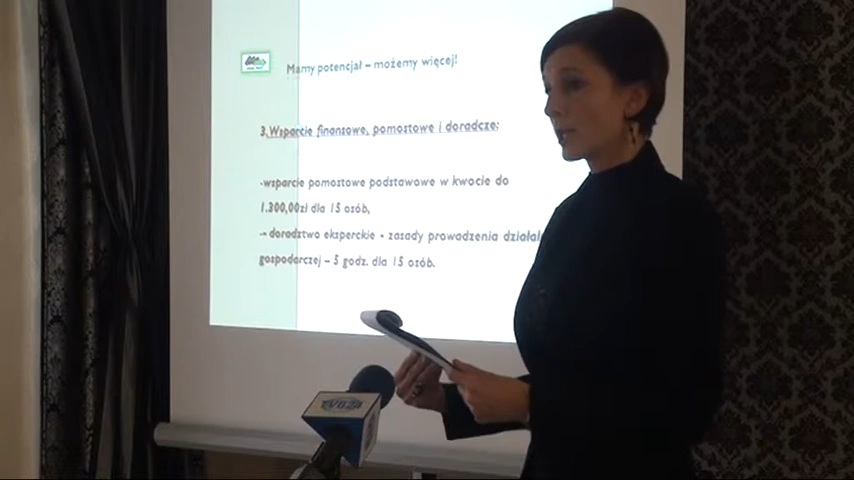 Mamy potencjał – możemy więcej!
3.Wsparcie finansowe, pomostowe i doradcze:
-wsparcie pomostowe podstawowe w kwocie do
1.300,00zł dla 15 osób,
-- doradztwo eksperckie - zasady prowadzenia działal
gospodarczej – 5 godz. dla 15 osób.